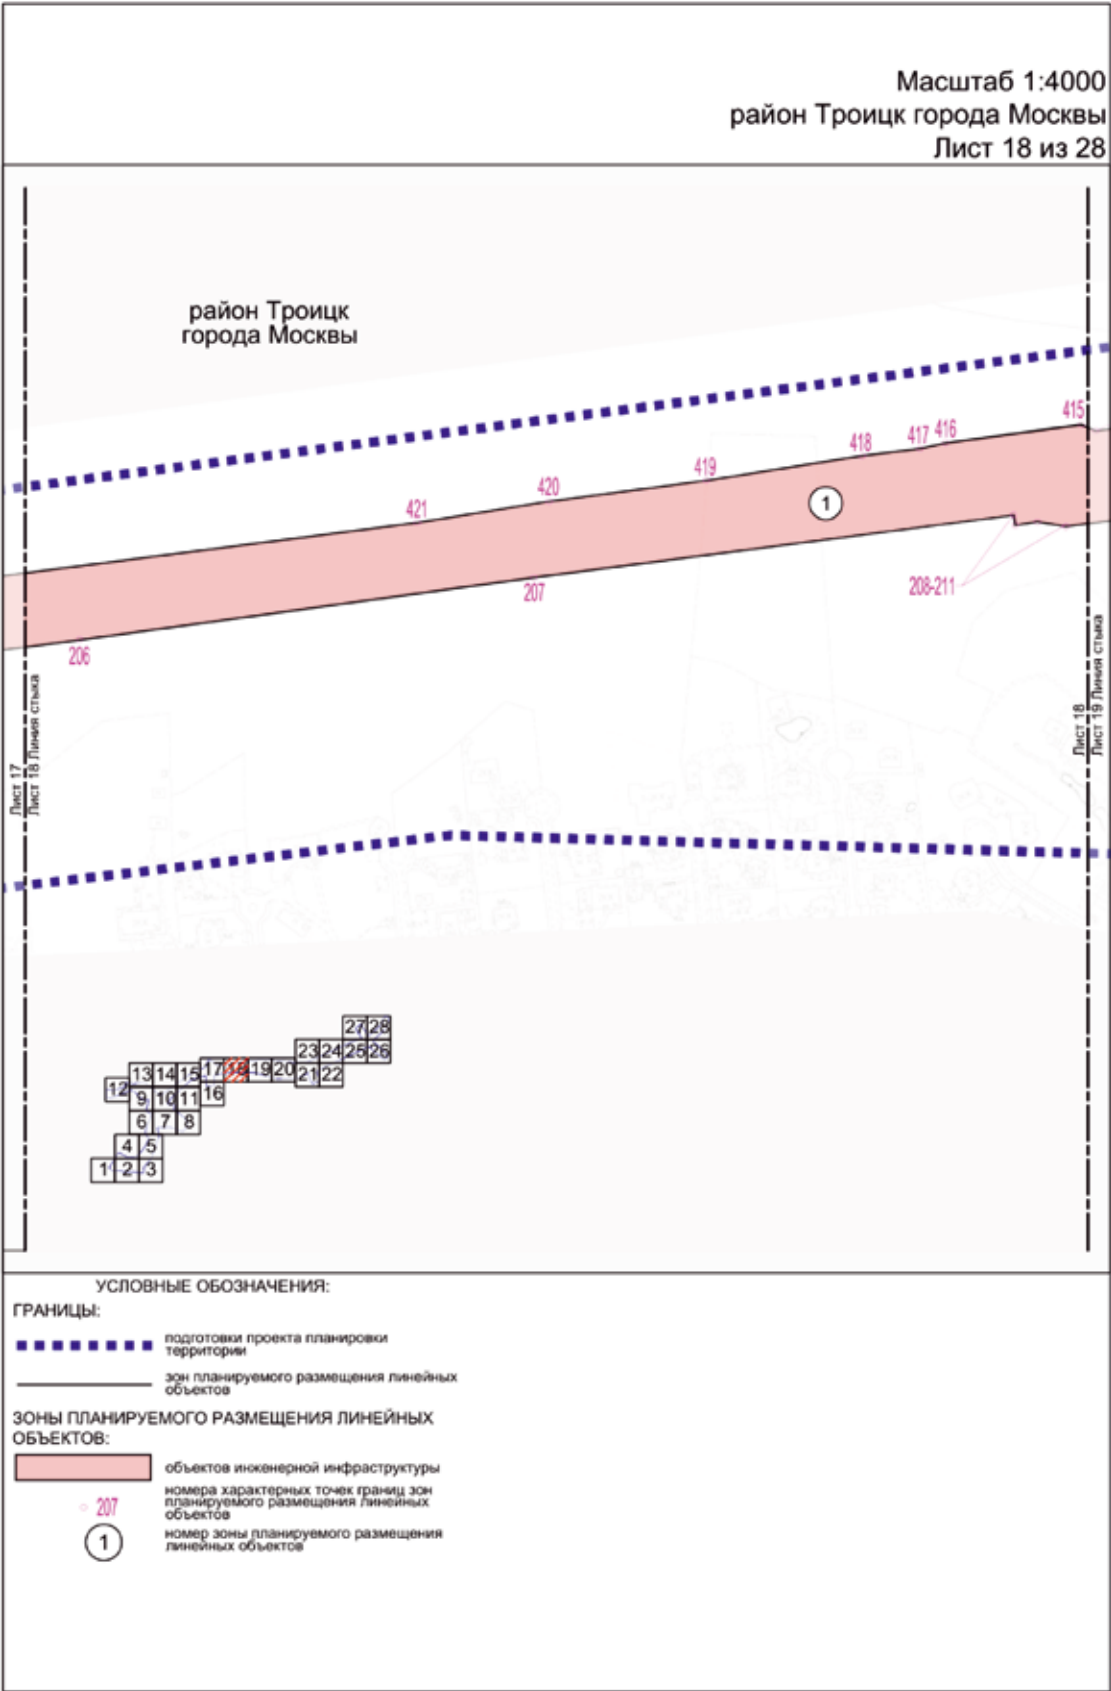 Масштаб 1:4000
район Троицк города Москвы
Лист 18 из 28
район Троицк
города Москвы
415
416
417
418
419
420
421
1
208-211
207
206
Лист 17
Лист 18 Линия стыка
Лист 18
Лист 19 Линия стыка
27 28
23 24 25 26
13 14 15 17 18 19 20 21 22
12 9 10 11 16
6 7 8
4 5
1 2 3
УСЛОВНЫЕ ОБОЗНАЧЕНИЯ:
ГРАНИЦЫ:
подготовки проекта планировки
территории
зон планируемого размещения линейных
объектов
ЗОНЫ ПЛАНИРУЕМОГО РАЗМЕЩЕНИЯ ЛИНЕЙНЫХ
ОБЪЕКТОВ:
объектов инженерной инфраструктуры
207
номера характерных точек границ зон
планируемого размещения линейных
объектов
1
номер зоны планируемого размещения
линейных объектов